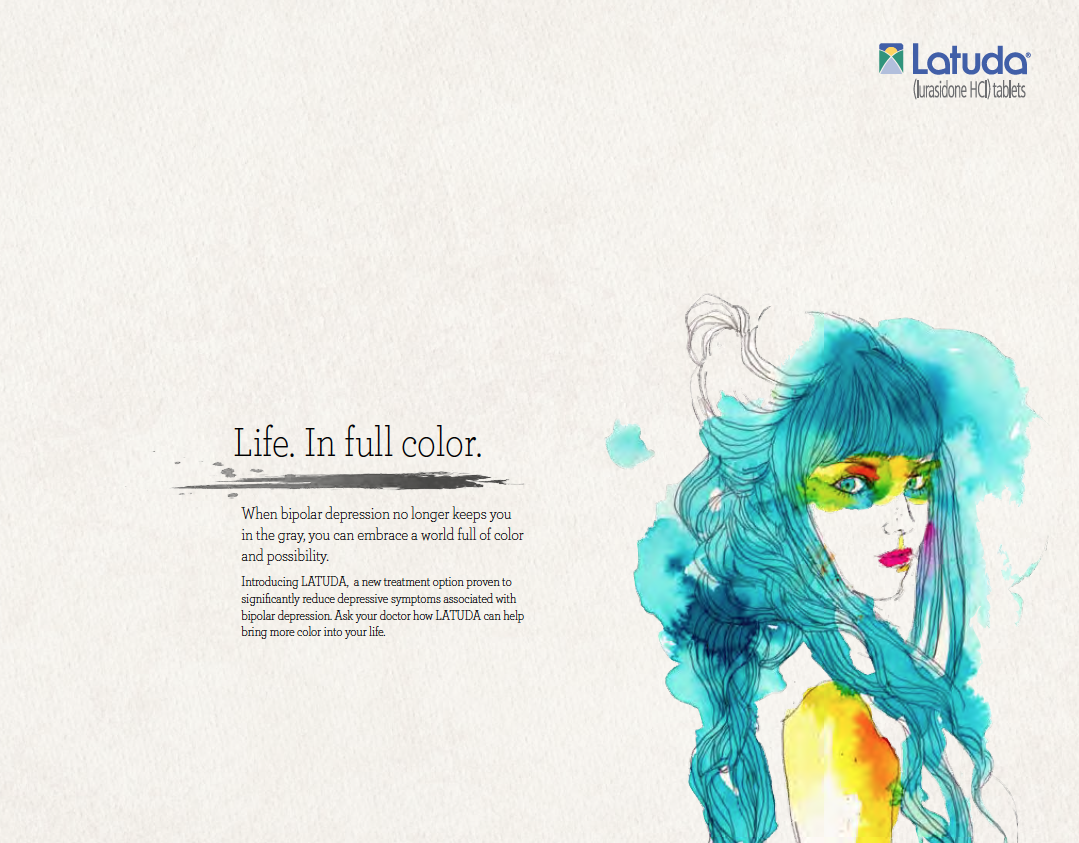 Latuda®
(lurasidone HCl) tablets
Life. In full color.
When bipolar depression no longer keeps you
in the gray, you can embrace a world full of color
and possibility.
Introducing LATUDA, a new treatment option proven to
significantly reduce depressive symptoms associated with
bipolar depression. Ask your doctor how LATUDA can help
bring more color into your life.